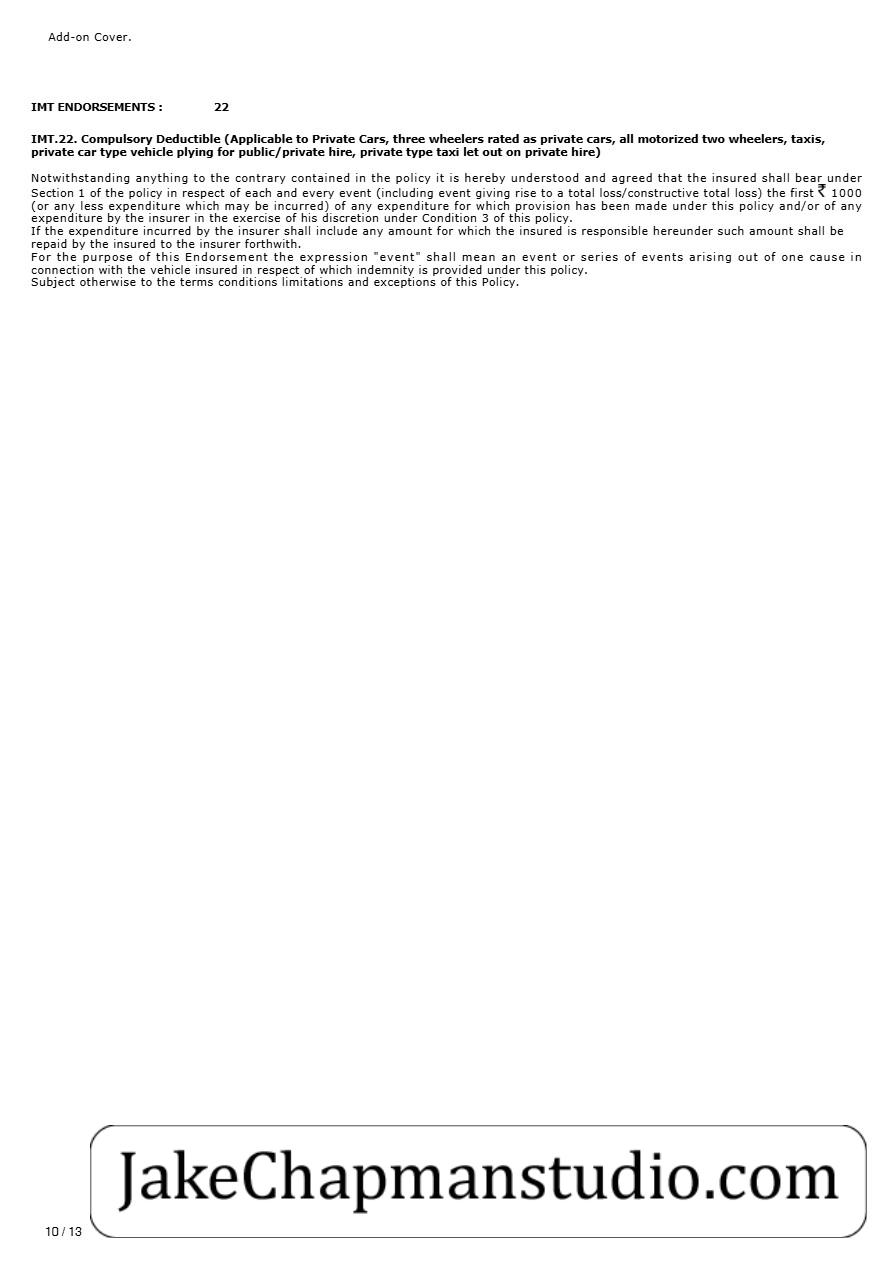 Add-on Cover.
IMT ENDORSEMENTS : 22
IMT.22. Compulsory Deductible (Applicable to Private Cars, three wheelers rated as private cars, all motorized two wheelers, taxis,
private car type vehicle plying for public/private hire, private type taxi let out on private hire)
Notwithstanding anything to the contrary contained in the policy it is hereby understood and agreed that the insured shall bear under
Section 1 of the policy in respect of each and every event (including event giving rise to a total loss/constructive total loss) the first ₹ 1000
(or any less expenditure which may be incurred) of any expenditure for which provision has been made under this policy and/or of any
expenditure by the insurer in the exercise of his discretion under Condition 3 of this policy.
If the expenditure incurred by the insurer shall include any amount for which the insured is responsible hereunder such amount shall be
repaid by the insured to the insurer forthwith.
For the purpose of this Endorsement the expression "event" shall mean an event or series of events arising out of one cause in
connection with the vehicle insured in respect of which indemnity is provided under this policy.
Subject otherwise to the terms conditions limitations and exceptions of this Policy.
JakeChapmanstudio.com
10 / 13